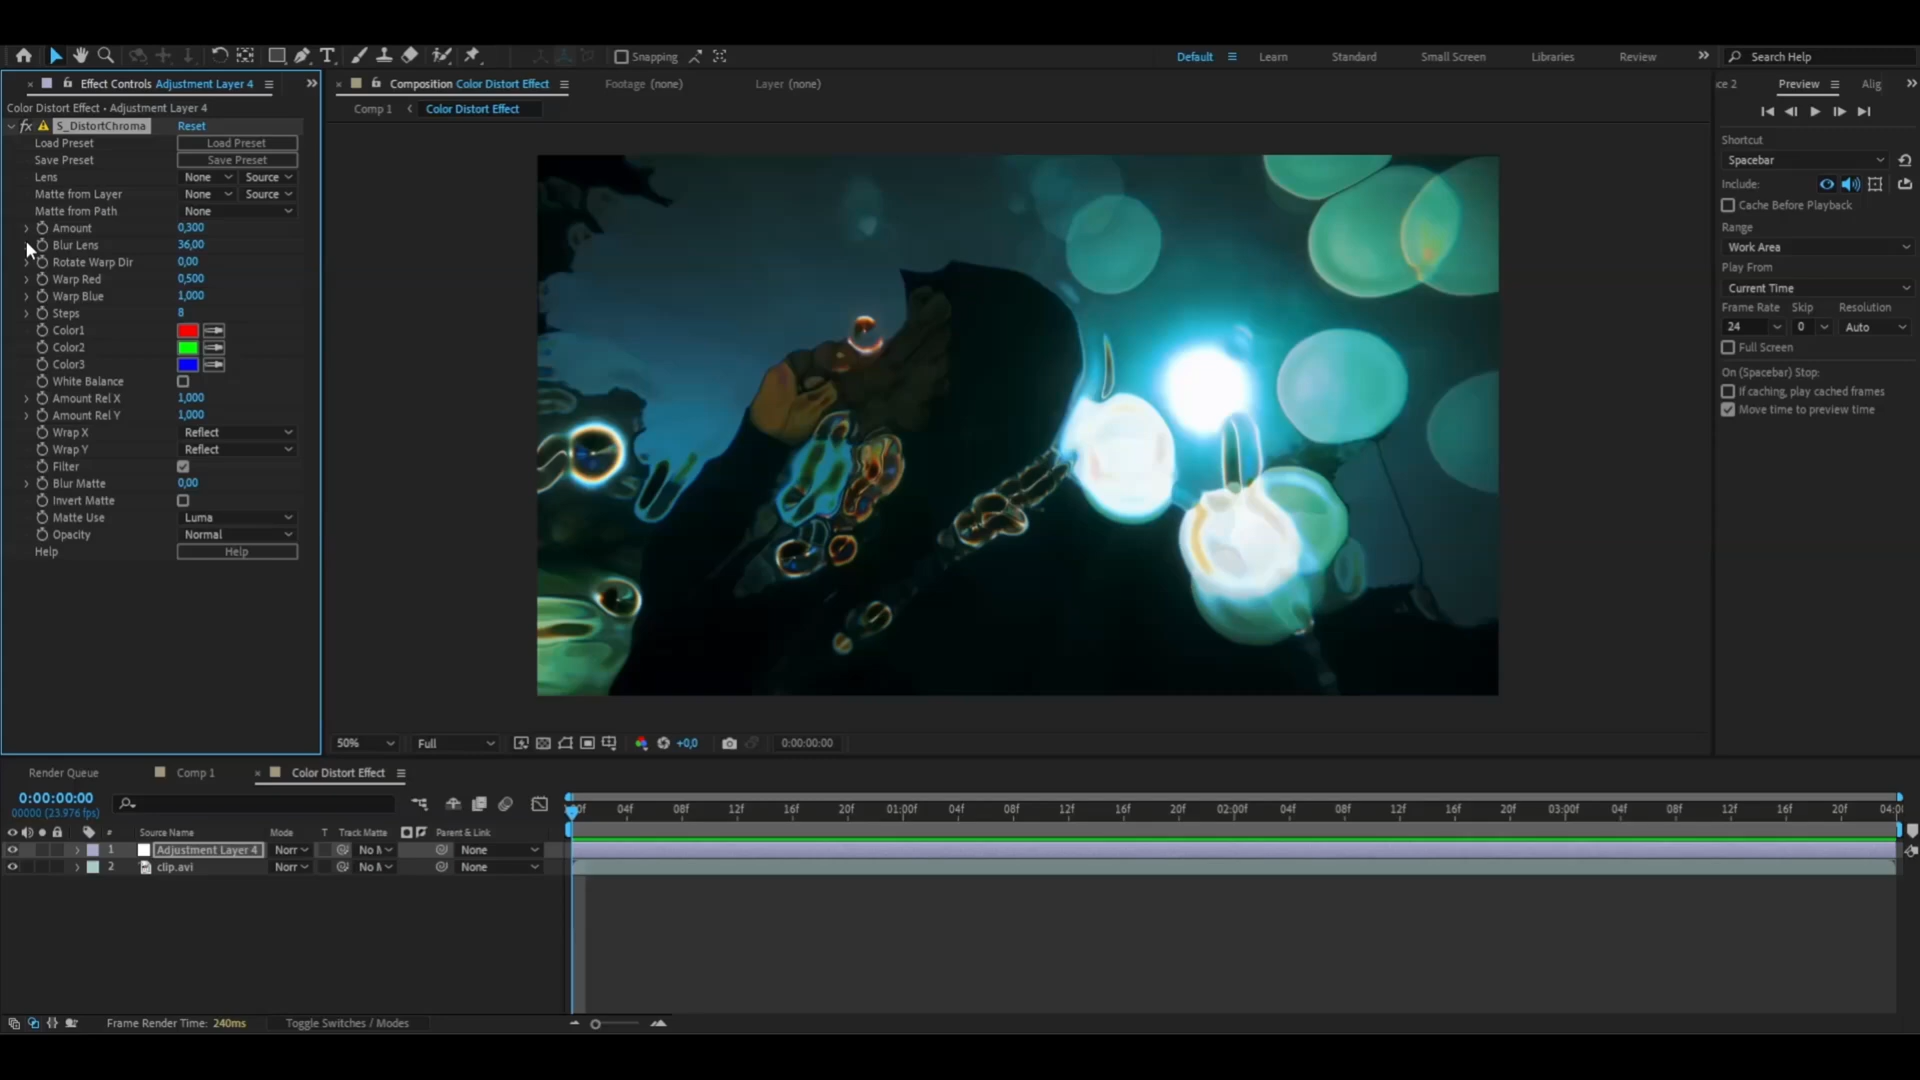 Snapping
Default
Learn
Standard
Small Screen
Libraries
Review
Search Help
Effect Controls Adjustment Layer 4
Composition Color Distort Effect
Footage (none)
Layer (none)
ce 2
Preview
Alig
Color Distort Effect • Adjustment Layer 4
Comp 1
Color Distort Effect
fx S_DistortChroma Reset
Load Preset Load Preset
Save Preset Save Preset
Lens None Source
Matte from Layer None Source
Matte from Path None
Amount 0,300
Blur Lens 36,00
Rotate Warp Dir 0,00
Warp Red 0,500
Warp Blue 1,000
Steps 8
Color1
Color2
Color3
White Balance
Amount Rel X 1,000
Amount Rel Y 1,000
Wrap X Reflect
Wrap Y Reflect
Filter
Blur Matte 0,00
Invert Matte
Matte Use Luma
Opacity Normal
Help Help
Shortcut
Spacebar
Include:
Cache Before Playback
Range
Work Area
Play From
Current Time
Frame Rate Skip Resolution
24 0 Auto
Full Screen
On (Spacebar) Stop:
If caching, play cached frames
Move time to preview time
50% Full +0,0 0:00:00:00
Render Queue Comp 1 Color Distort Effect
0:00:00:00
00000 (23.976 fps)
04f 08f 12f 16f 20f 01:00f 04f 08f 12f 16f 20f 02:00f 04f 08f 12f 16f 20f 03:00f 04f 08f 12f 16f 20f 04:0
# Source Name Mode T Track Matte Parent & Link
1 Adjustment Layer 4 Norr No M None
2 clip.avi Norr No M None
Frame Render Time: 240ms Toggle Switches / Modes